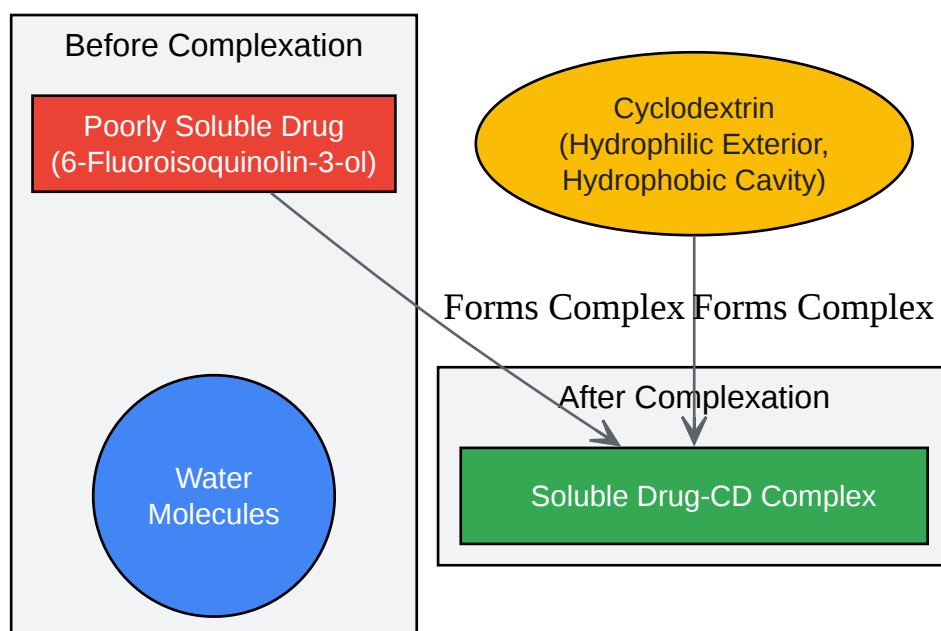 Before Complexation
Poorly Soluble Drug
(6-Fluoroisoquinolin-3-ol)
Cyclodextrin
(Hydrophilic Exterior,
Hydrophobic Cavity)
Forms Complex
Forms Complex
After Complexation
Water
Molecules
Soluble Drug-CD Complex